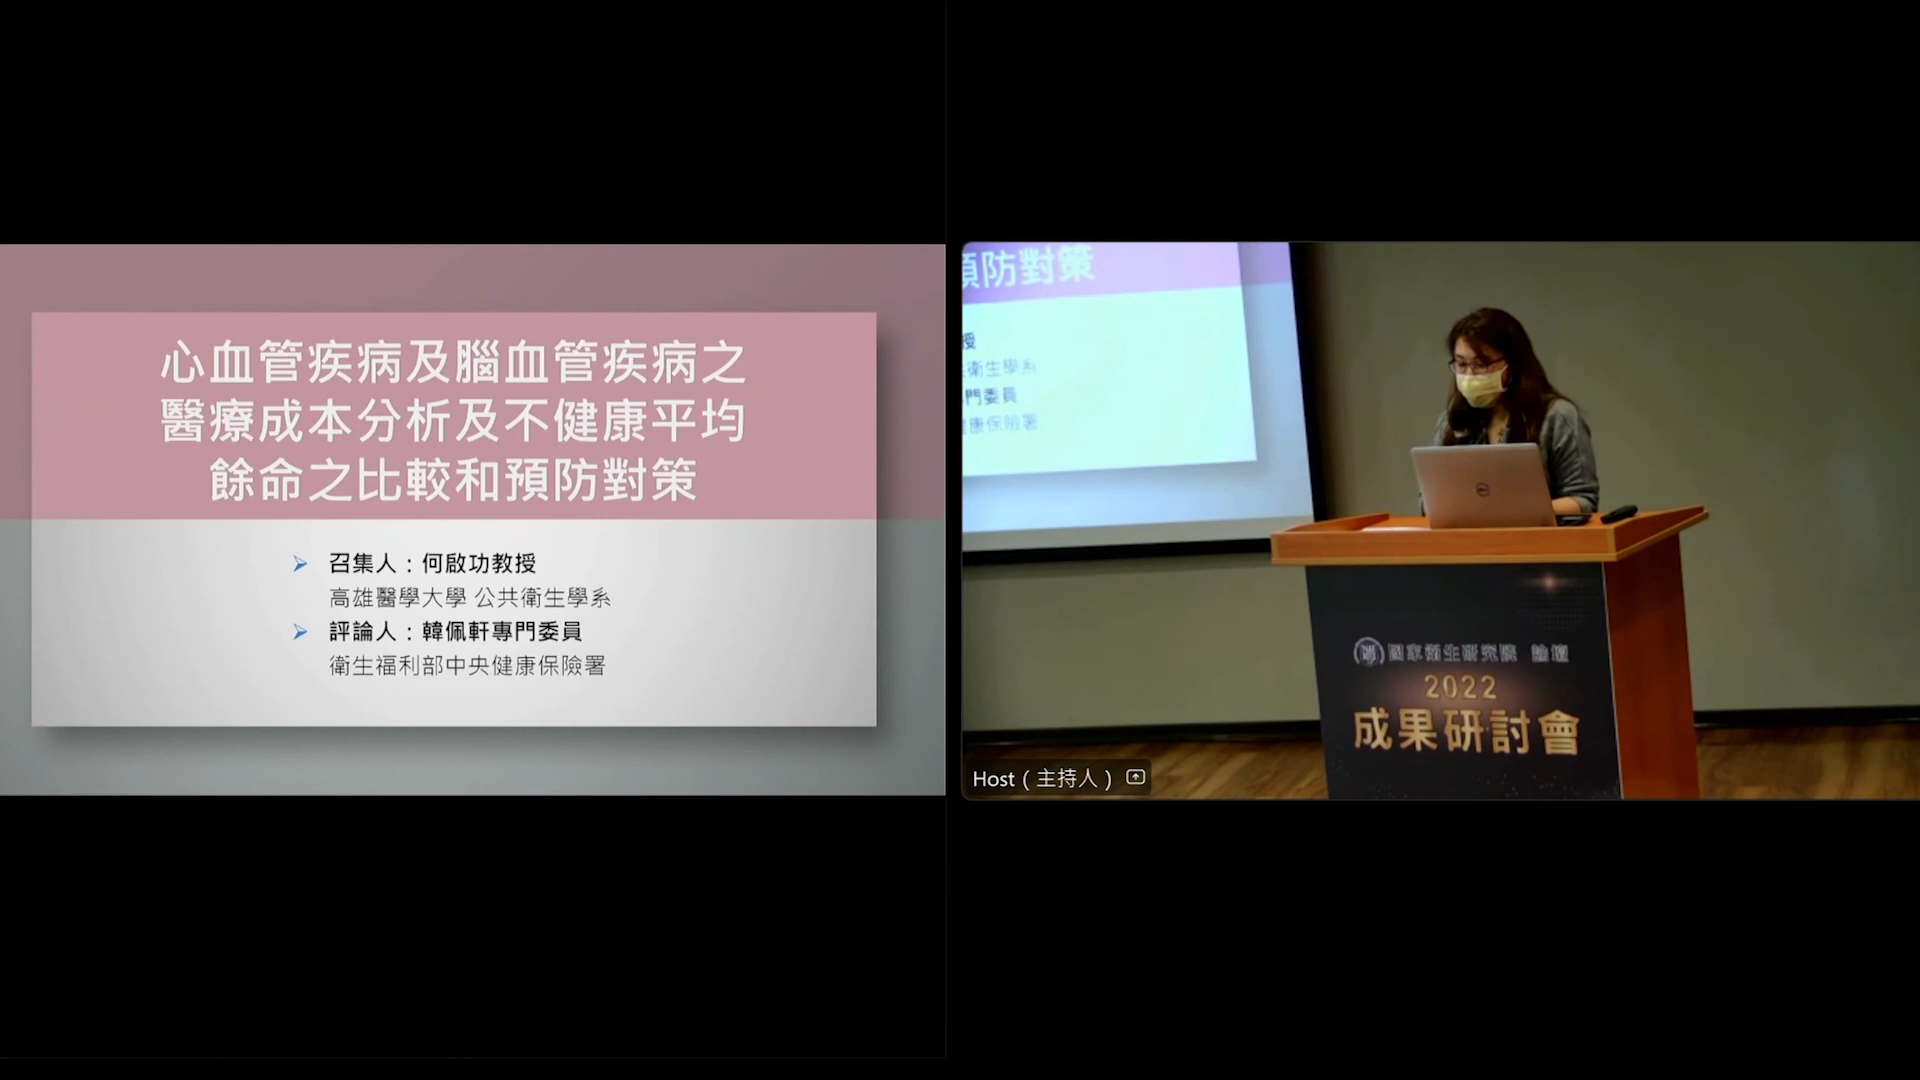 心血管疾病及腦血管疾病之
醫療成本分析及不健康平均
餘命之比較和預防對策
召集人：何啟功教授
高雄醫學大學 公共衛生學系
評論人：韓佩軒專門委員
衛生福利部中央健康保險署
預防對策
授
衛生學系
門委員
健康保險署
DELL
國家衛生研究院 論壇
2022
成果研討會
Host（主持人）